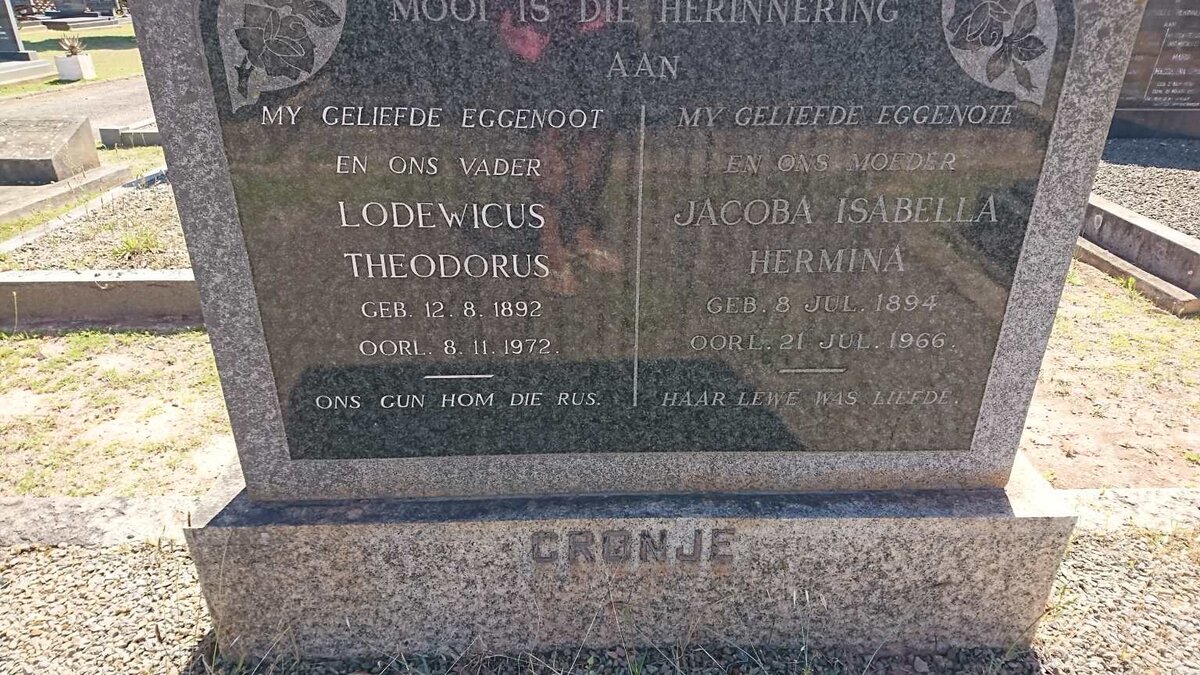 MOOI IS DIE HERINNERING
AAN
MY GELIEFDE EGGENOOT
EN ONS VADER
LODEWICUS
THEODORUS
GEB. 12. 8. 1892
OORL. 8. 11. 1972.
ONS GUN HOM DIE RUS.
MY GELIEFDE EGGENOTE
EN ONS MOEDER
JACOBA ISABELLA
HERMINA
GEB. 8 JUL. 1894
OORL. 21 JUL. 1966.
HAAR LEWE WAS LIEFDE.
CRONJE